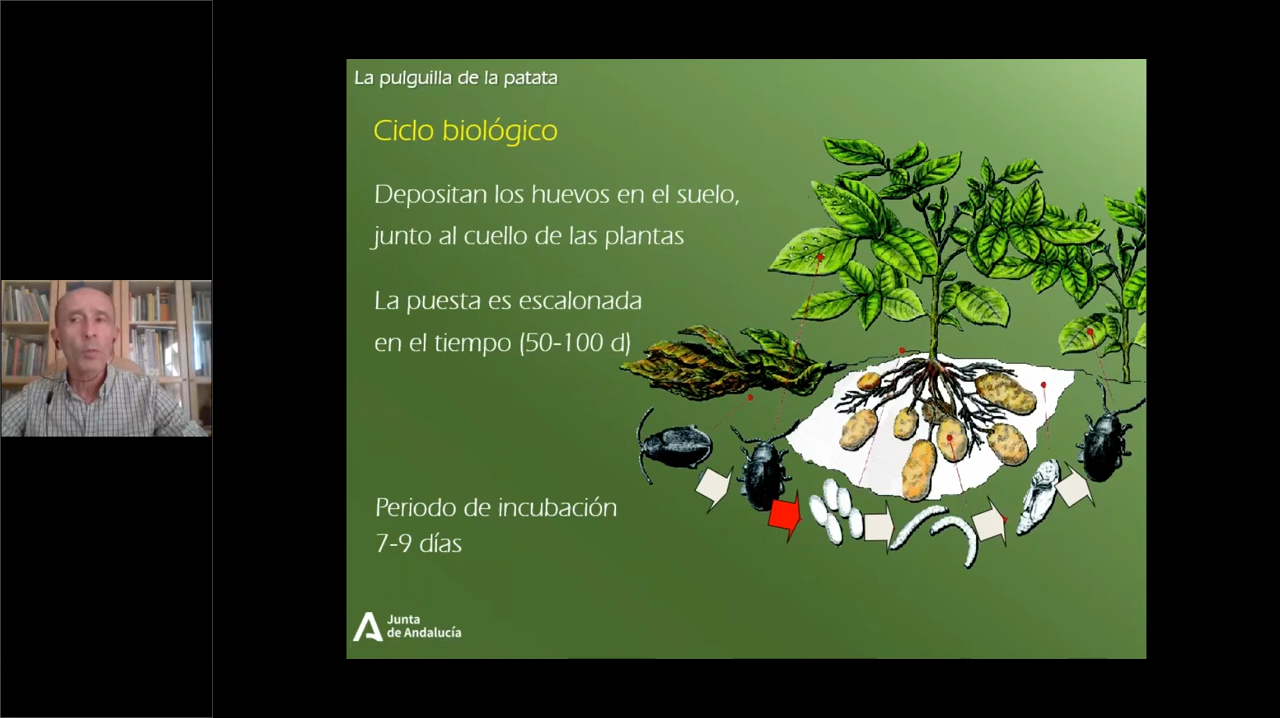 La pulguilla de la patata
Ciclo biológico
Depositan los huevos en el suelo,
junto al cuello de las plantas
La puesta es escalonada
en el tiempo (50-100 d)
Periodo de incubación
7-9 días
Junta
de Andalucía